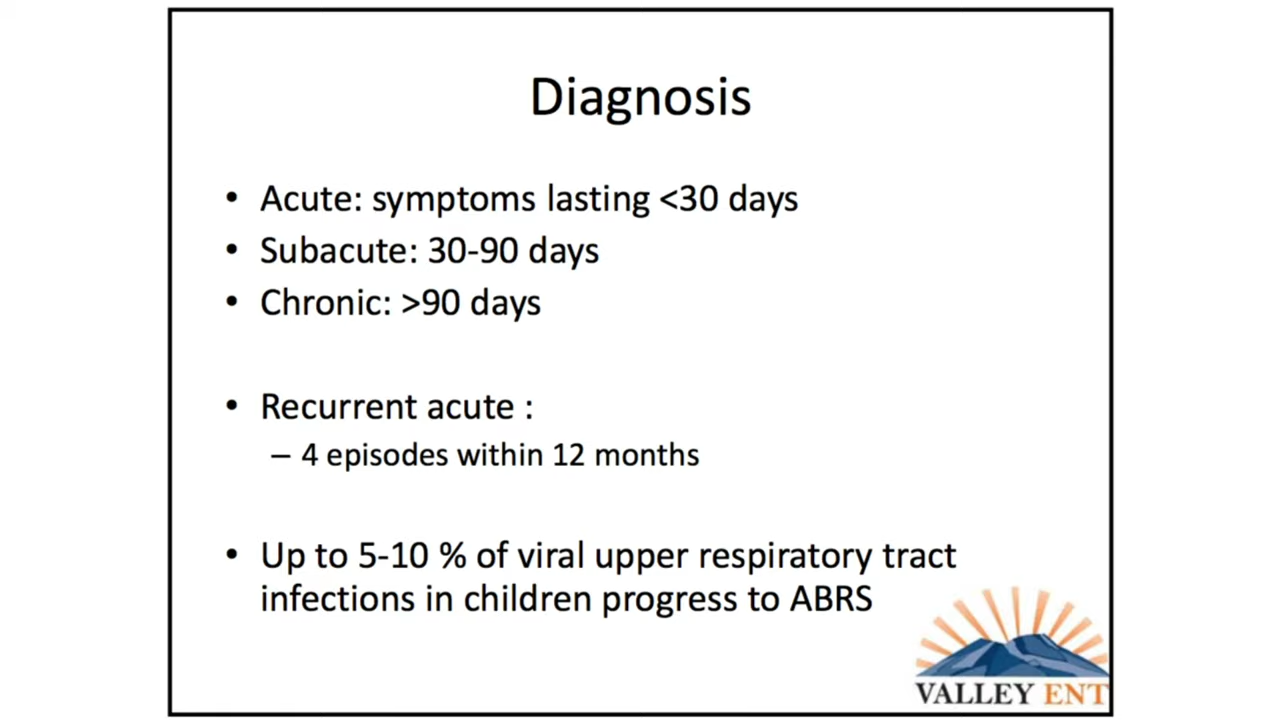 Diagnosis
• Acute: symptoms lasting <30 days
• Subacute: 30-90 days
• Chronic: >90 days
• Recurrent acute :
– 4 episodes within 12 months
• Up to 5-10 % of viral upper respiratory tract
infections in children progress to ABRS
VALLEY ENT